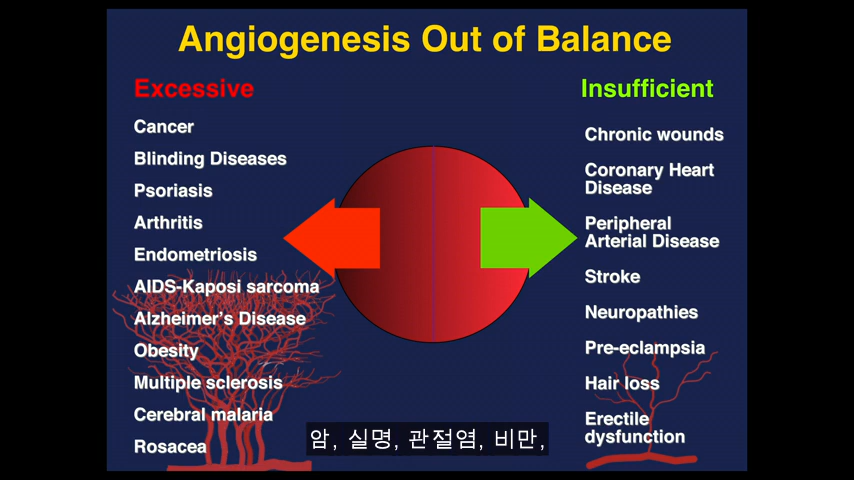 Angiogenesis Out of Balance
Excessive
Cancer
Blinding Diseases
Psoriasis
Arthritis
Endometriosis
AIDS-Kaposi sarcoma
Alzheimer's Disease
Obesity
Multiple sclerosis
Cerebral malaria
Rosacea
Insufficient
Chronic wounds
Coronary Heart
Disease
Peripheral
Arterial Disease
Stroke
Neuropathies
Pre-eclampsia
Hair loss
Erectile
dysfunction
암, 실명, 관절염, 비만,